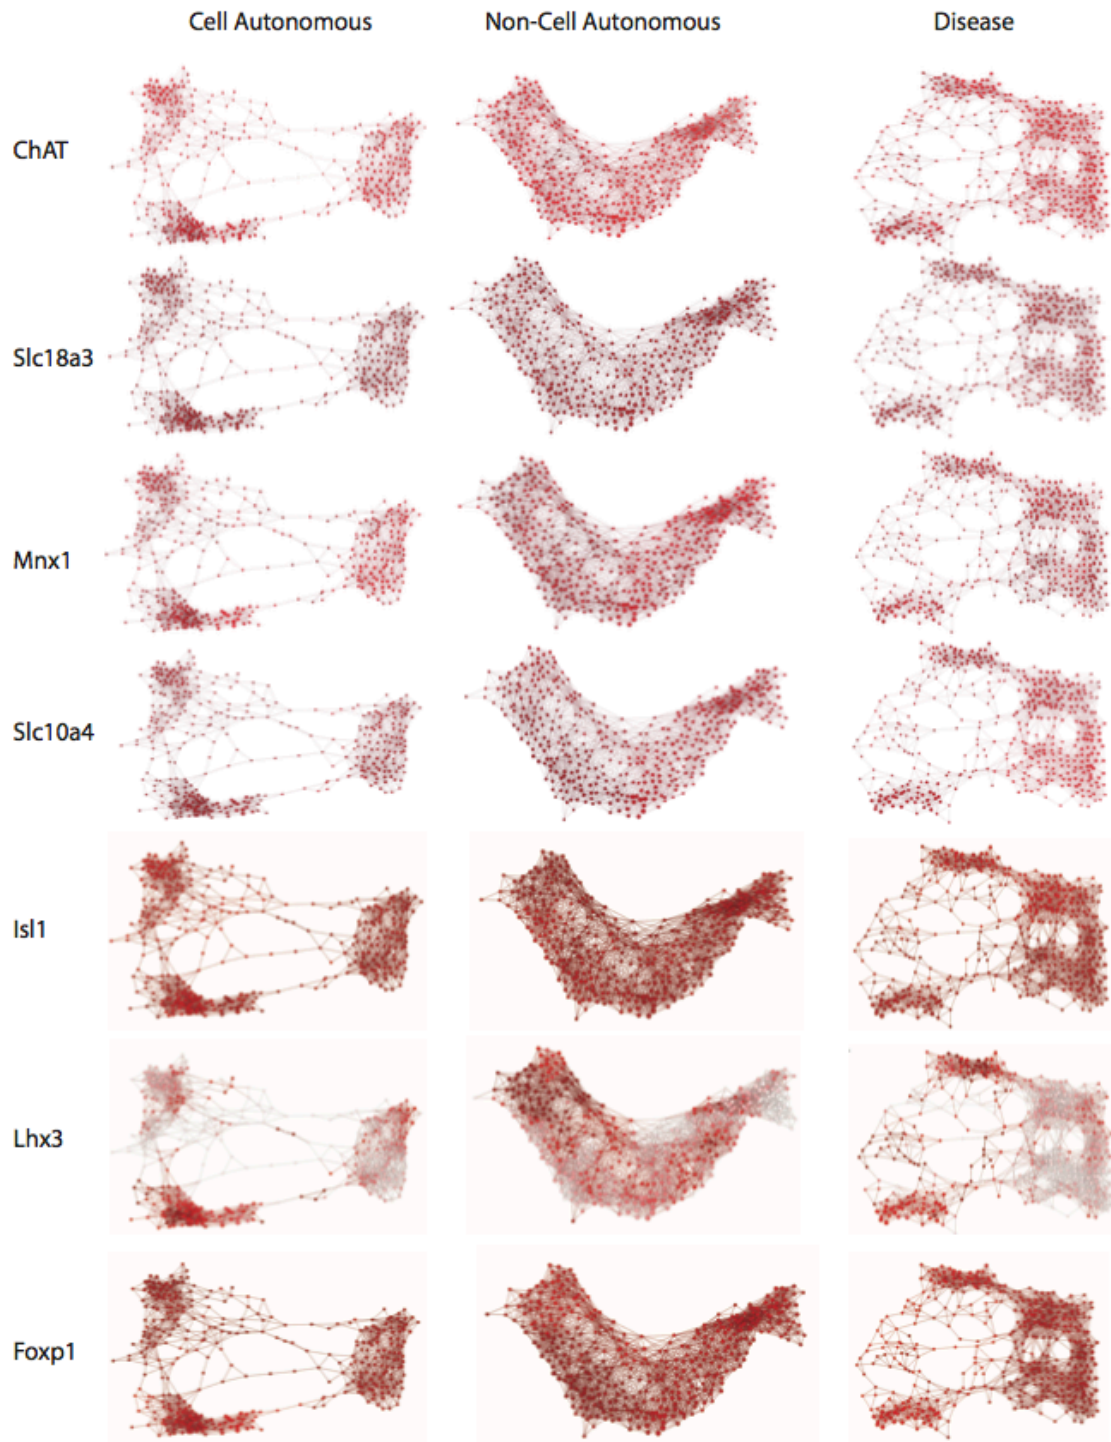 Cell Autonomous Non-Cell Autonomous Disease
ChAT
Slc18a3
Mnx1
Slc10a4
Isl1
Lhx3
Foxp1